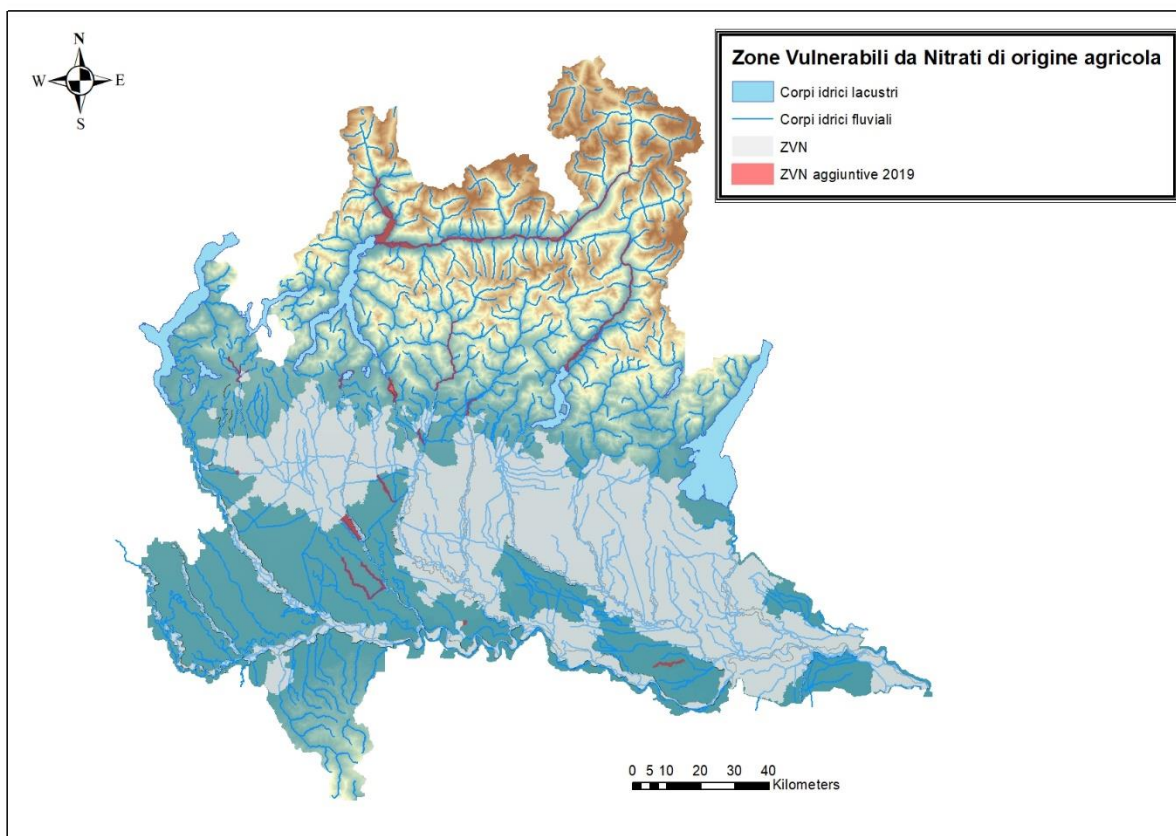 N
W E
S
Zone Vulnerabili da Nitrati di origine agricola
Corpi idrici lacustri
Corpi idrici fluviali
ZVN
ZVN aggiuntive 2019
0 5 10 20 30 40
Kilometers